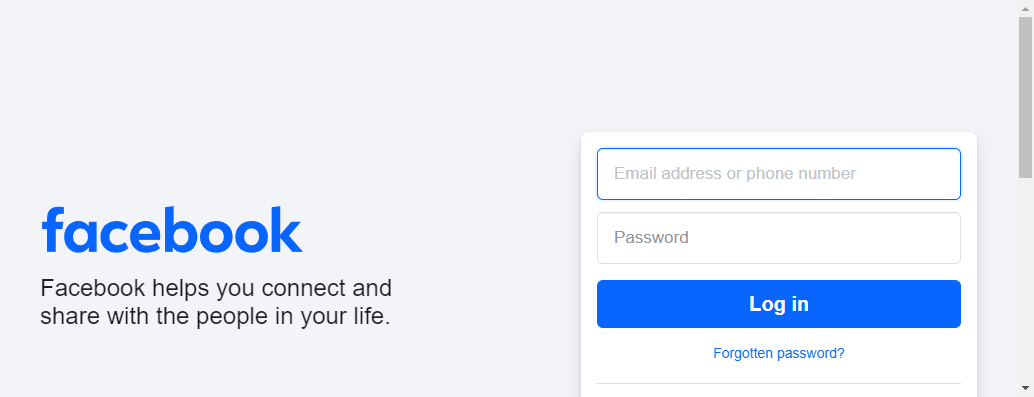 facebook
Facebook helps you connect and
share with the people in your life.
Email address or phone number
Password
Log in
Forgotten password?